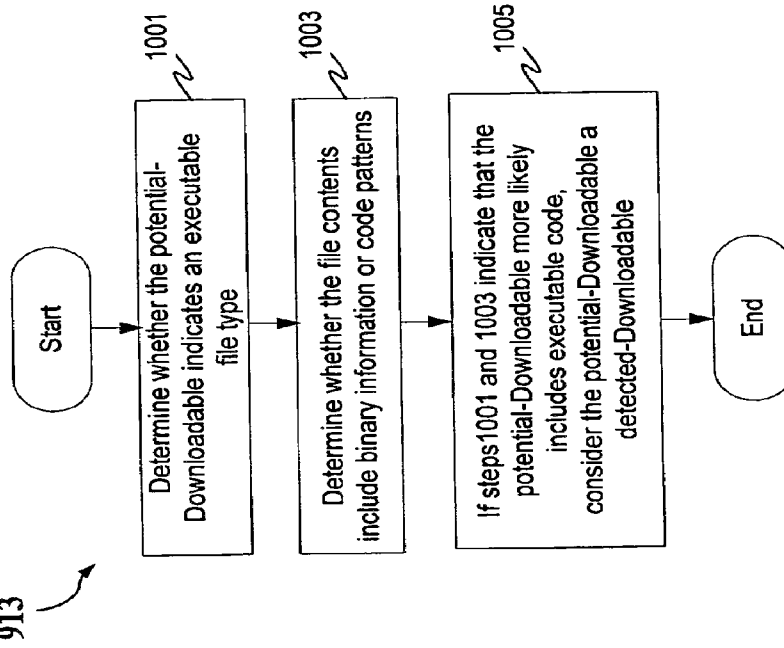 913
Start
1001
Determine whether the potential-
Downloadable indicates an executable
file type
1003
Determine whether the file contents
include binary information or code patterns
1005
If steps1001 and 1003 indicate that the
potential-Downloadable more likely
includes executable code,
consider the potential-Downloadable a
detected-Downloadable
End